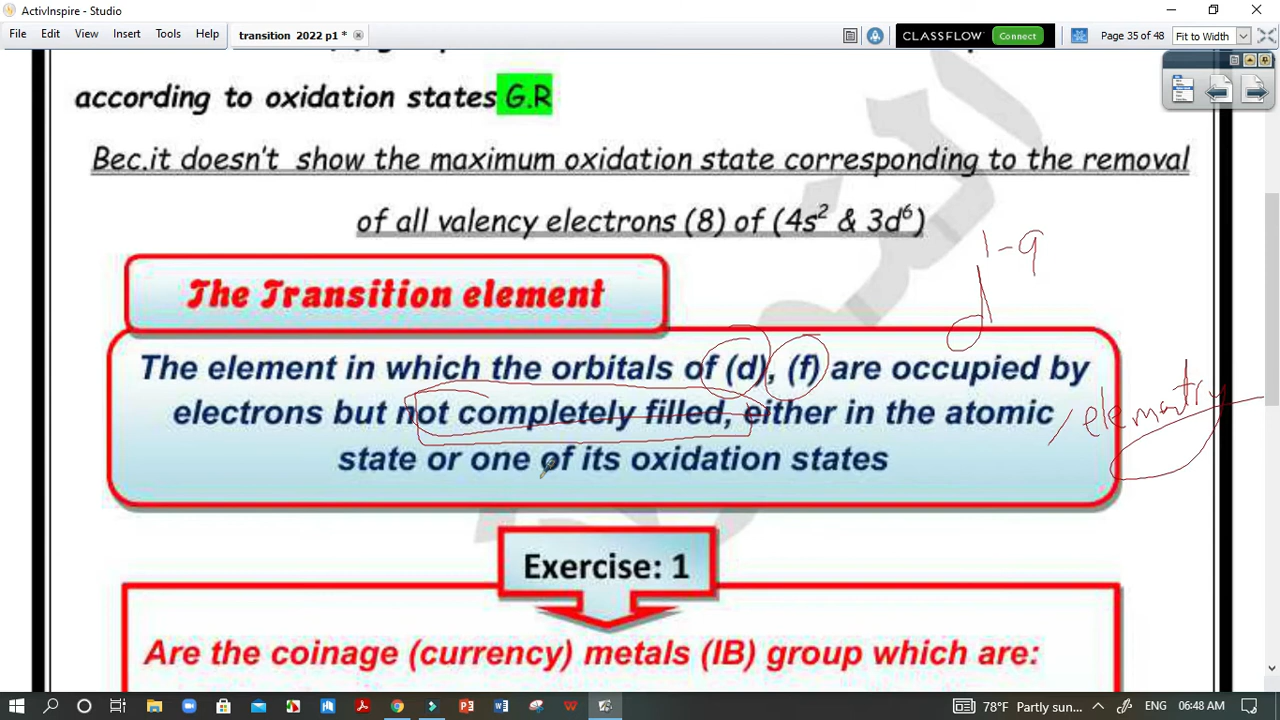 ActivInspire - Studio
File Edit View Insert Tools Help
transition 2022 p1 *
CLASSFLOW Connect
Page 35 of 48
Fit to Width
according to oxidation states G.R
Bec.it doesn't show the maximum oxidation state corresponding to the removal
of all valency electrons (8) of (4s² & 3d⁶)
d 1-9
The Transition element
The element in which the orbitals of (d), (f) are occupied by
electrons but not completely filled, either in the atomic
/ elemantry
state or one of its oxidation states
Exercise: 1
Are the coinage (currency) metals (IB) group which are:
78°F Partly sun... ENG 06:48 AM